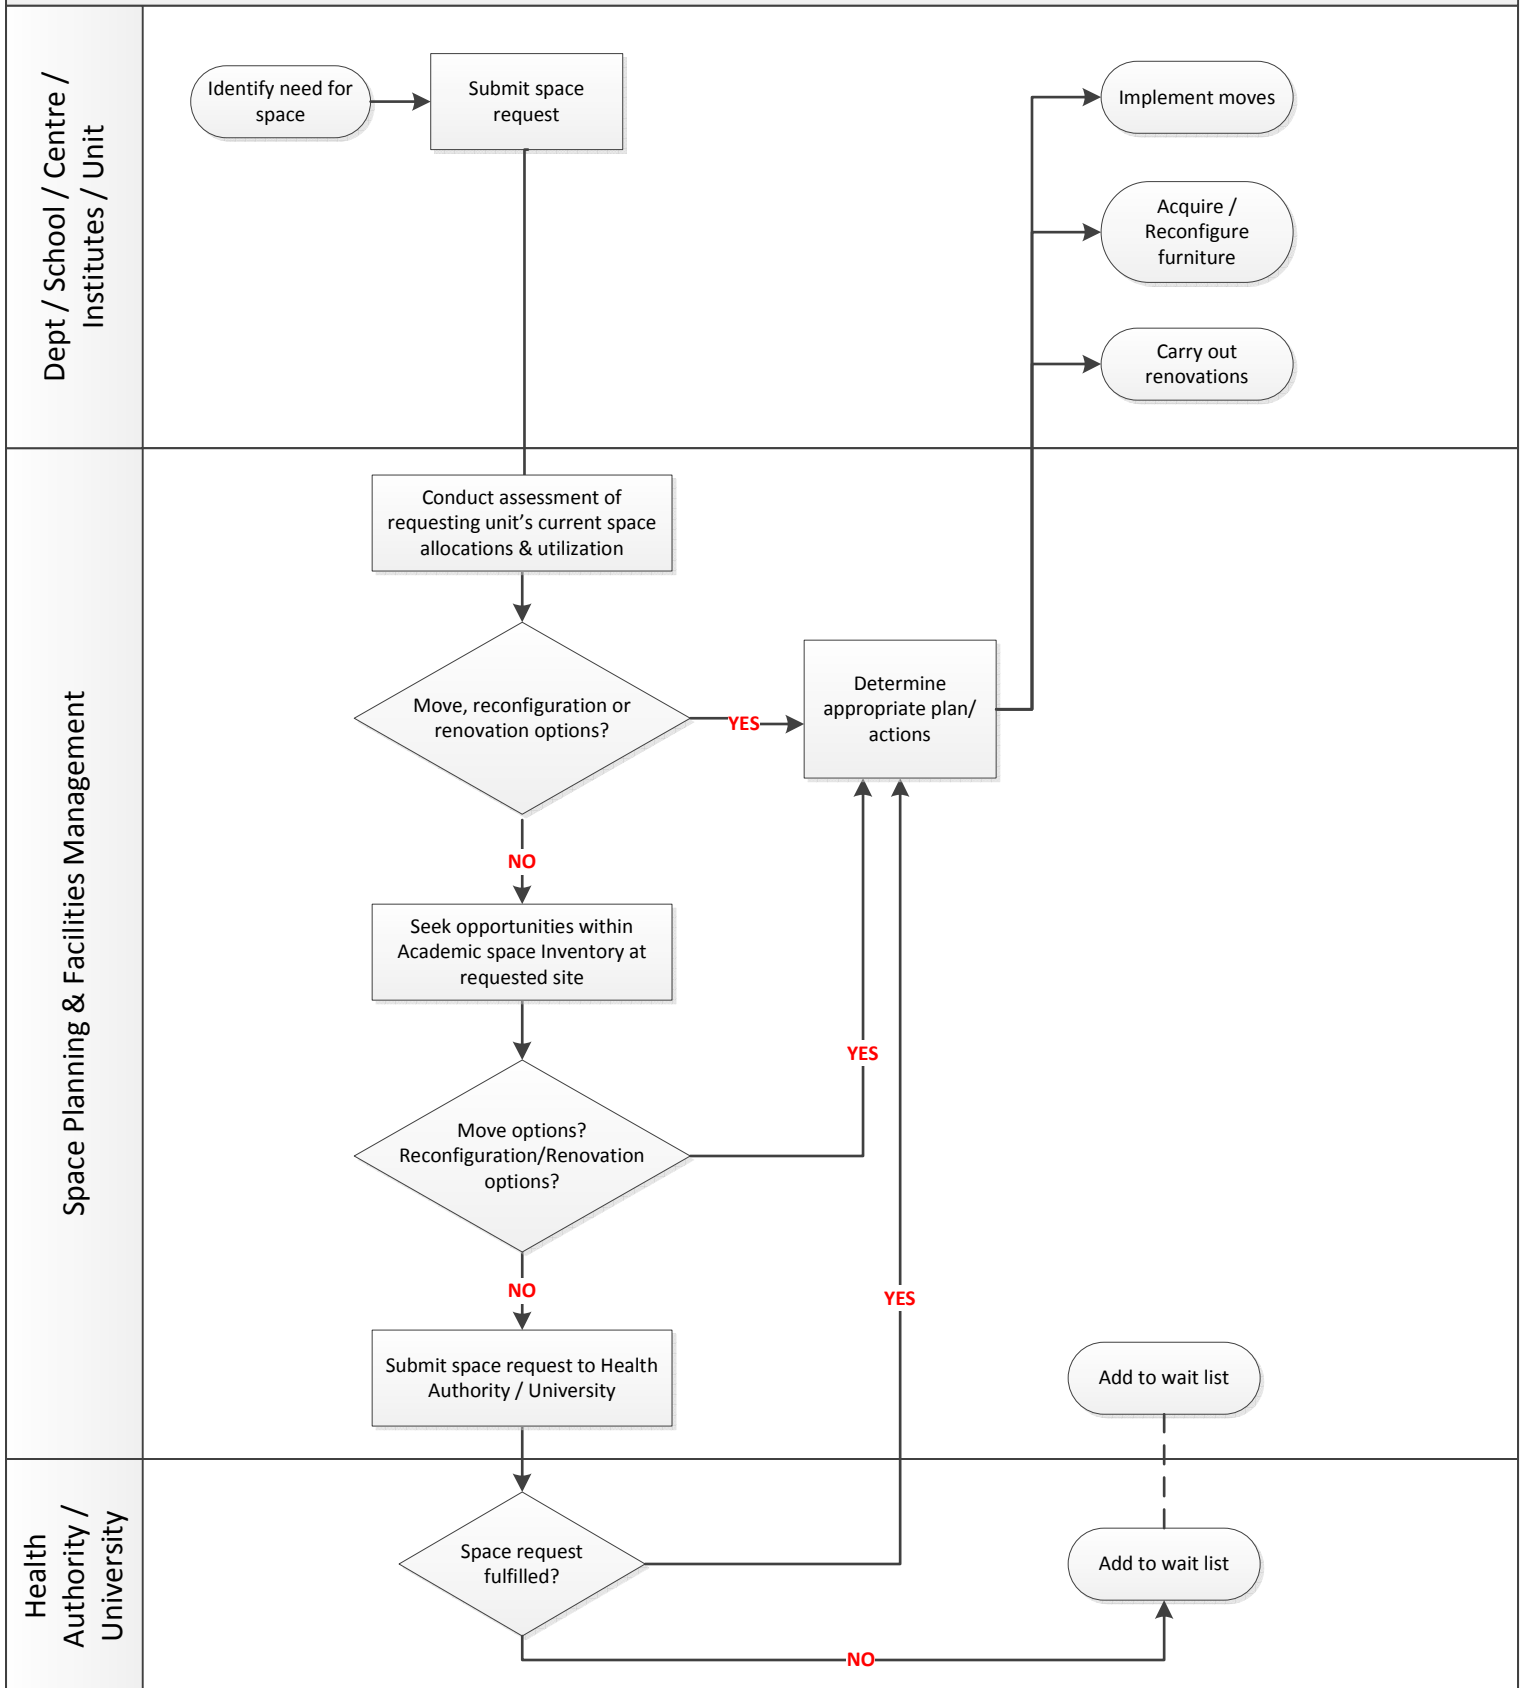 Dept / School / Centre /
Institutes / Unit
Identify need for
space
Submit space
request
Implement moves
Acquire /
Reconfigure
furniture
Carry out
renovations
Space Planning & Facilities Management
Conduct assessment of
requesting unit's current space
allocations & utilization
Move, reconfiguration or
renovation options?
YES
Determine
appropriate plan/
actions
NO
Seek opportunities within
Academic space Inventory at
requested site
YES
Move options?
Reconfiguration/Renovation
options?
NO
YES
Submit space request to Health
Authority / University
Add to wait list
Health
Authority /
University
Space request
fulfilled?
Add to wait list
NO